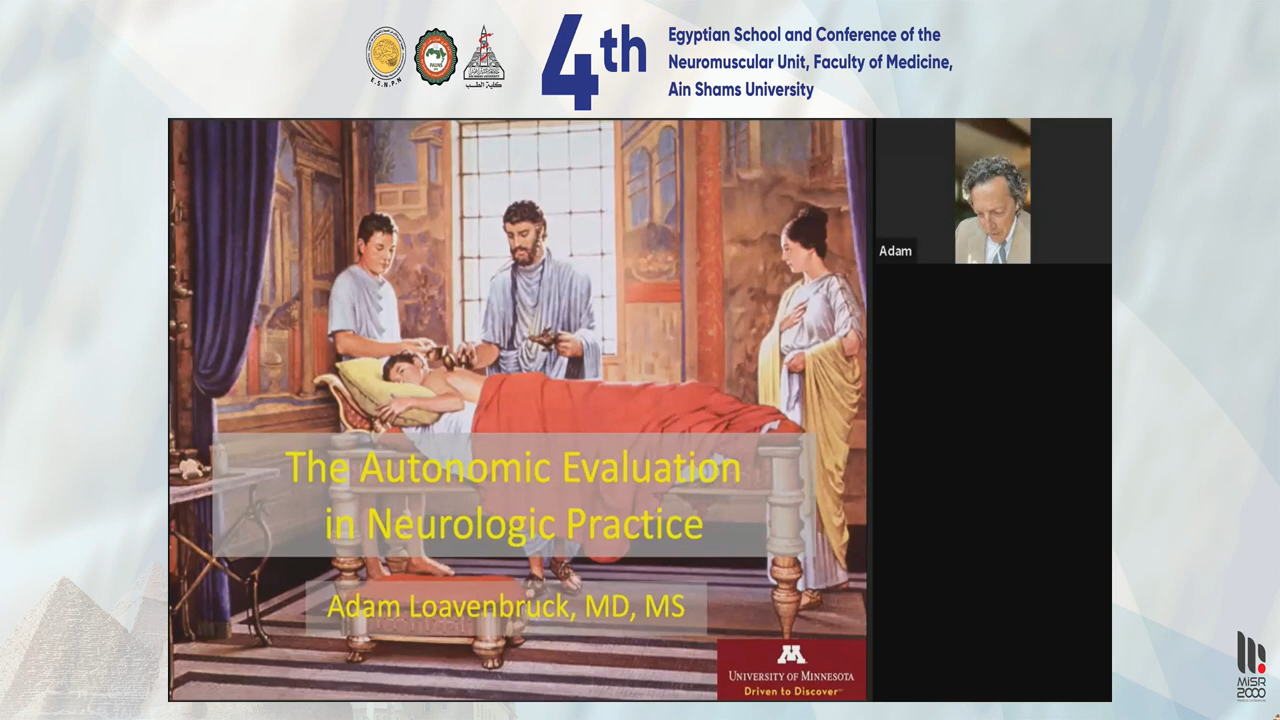 E.S.N.P.N
PAUNS
كلية الطب
4th
Egyptian School and Conference of the
Neuromuscular Unit, Faculty of Medicine,
Ain Shams University
Adam
The Autonomic Evaluation
in Neurologic Practice
Adam Loavenbruck, MD, MS
UNIVERSITY OF MINNESOTA
Driven to Discover
MiSR
2000